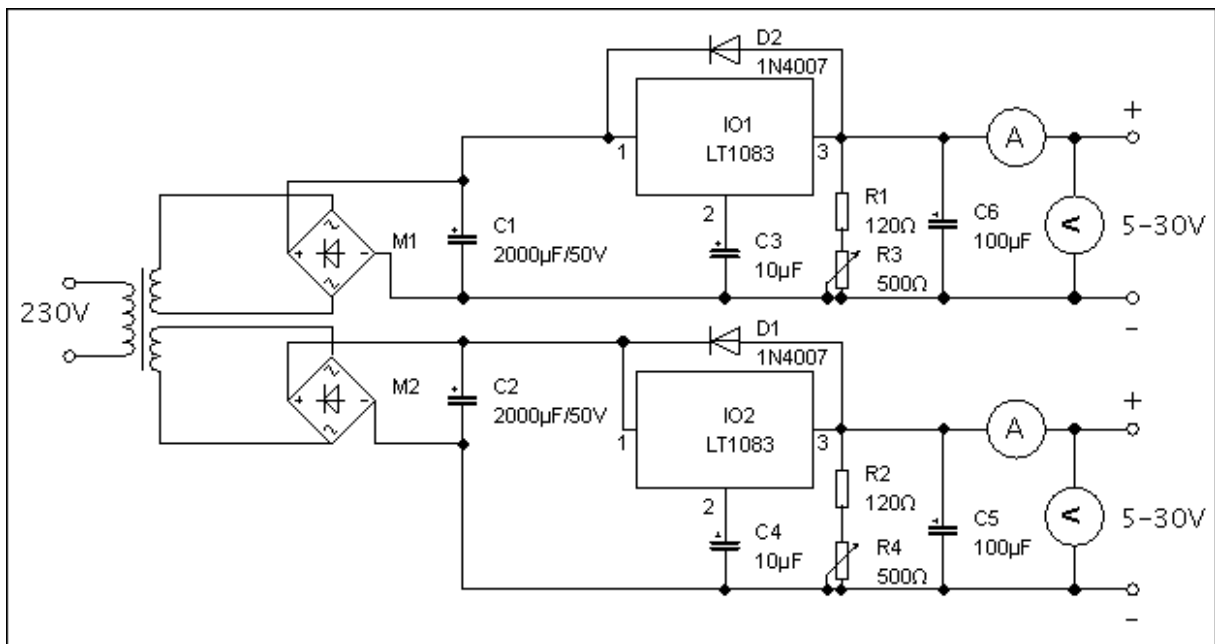 D2
1N4007
IO1
LT1083
1
3
2
+
A
V
5-30V
-
R1
120Ω
R3
500Ω
C6
100µF
+
C3
10µF
+
C1
2000µF/50V
+
M1
~
+
-
~
230V
D1
1N4007
IO2
LT1083
1
3
2
+
A
V
5-30V
-
R2
120Ω
R4
500Ω
C5
100µF
+
C4
10µF
+
C2
2000µF/50V
+
M2
~
+
-
~